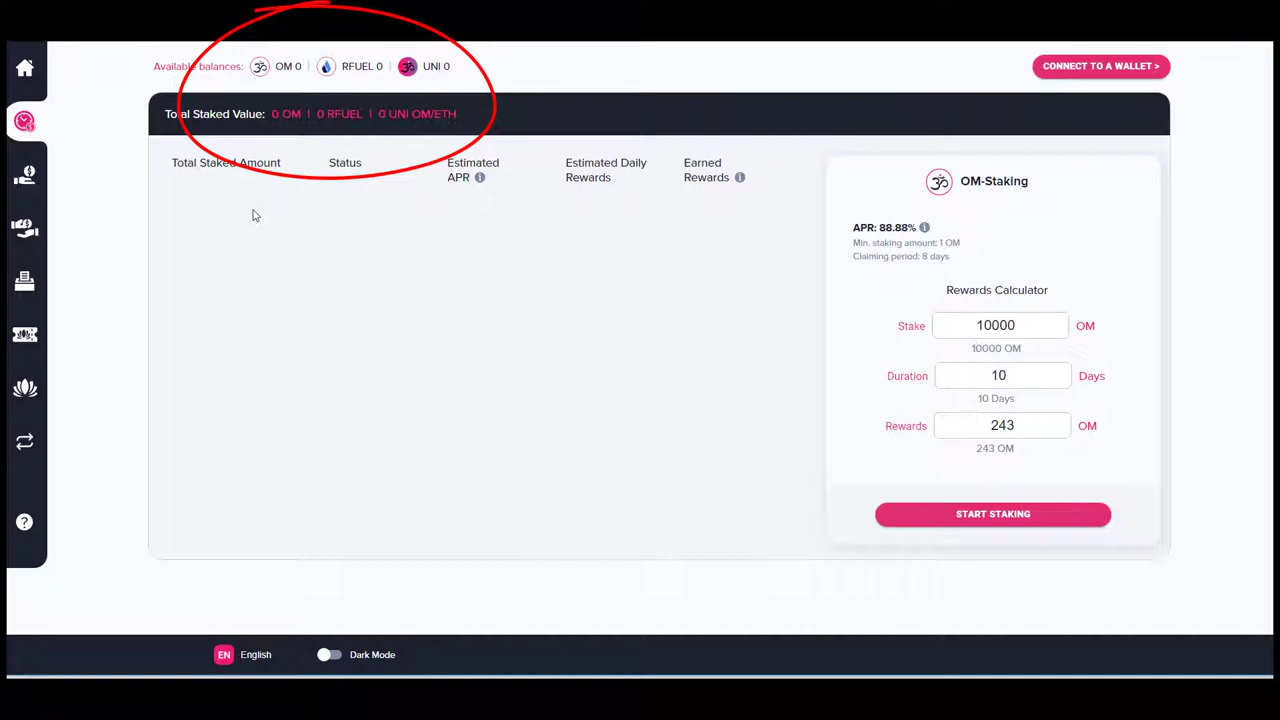 Available balances: OM 0 | RFUEL 0 | UNI 0
CONNECT TO A WALLET >
Total Staked Value: 0 OM | 0 RFUEL | 0 UNI OM/ETH
Total Staked Amount
Status
Estimated
APR
Estimated Daily
Rewards
Earned
Rewards
OM-Staking
APR: 88.88%
Min. staking amount: 1 OM
Claiming period: 8 days
Rewards Calculator
Stake 10000 OM
10000 OM
Duration 10 Days
10 Days
Rewards 243 OM
243 OM
START STAKING
EN English
Dark Mode